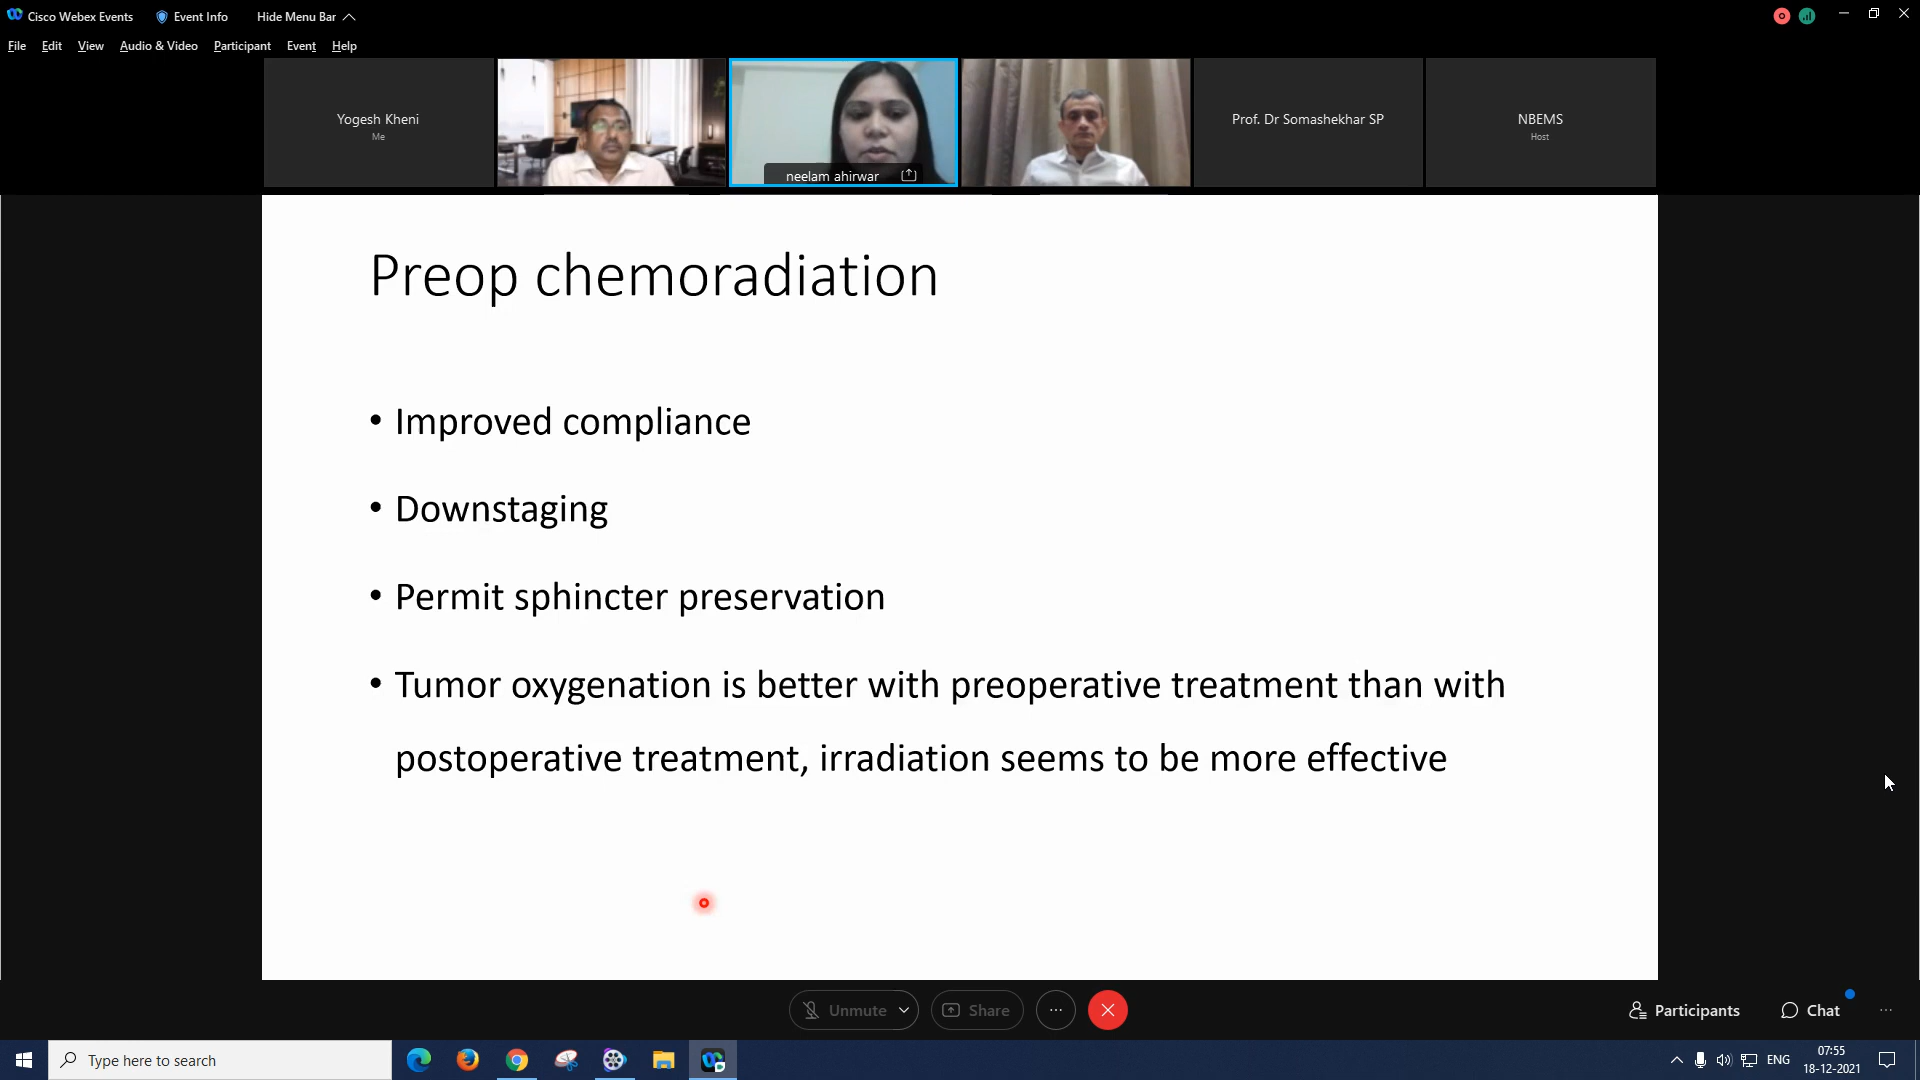 Cisco Webex Events
Event Info
Hide Menu Bar
File Edit View Audio & Video Participant Event Help
Yogesh Kheni
Me
neelam ahirwar
Prof. Dr Somashekhar SP
NBEMS
Host
Preop chemoradiation
• Improved compliance
• Downstaging
• Permit sphincter preservation
• Tumor oxygenation is better with preoperative treatment than with
postoperative treatment, irradiation seems to be more effective
Unmute
Share
Participants
Chat
Type here to search
ENG
07:55
18-12-2021